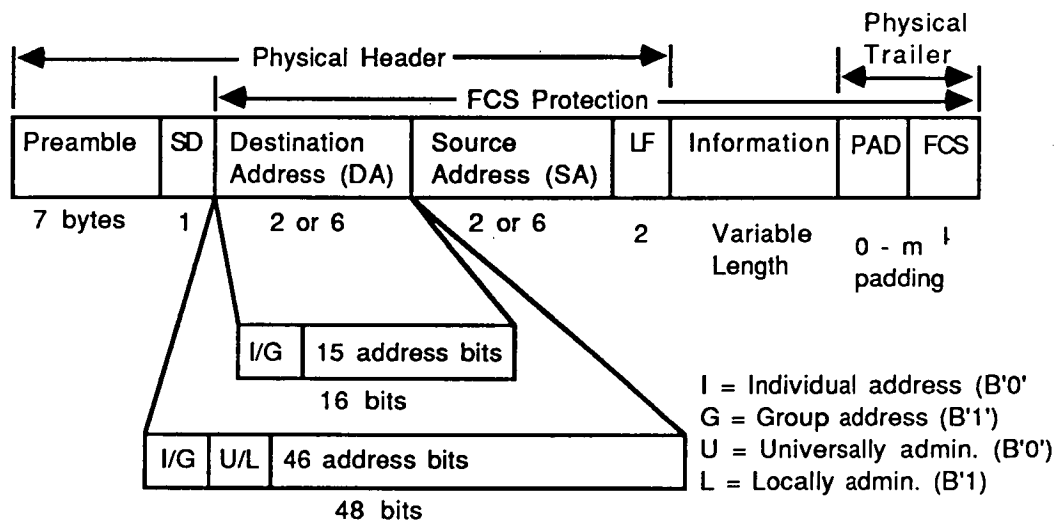 Physical
Trailer
Physical Header
FCS Protection
Preamble SD Destination Address (DA) Source Address (SA) LF Information PAD FCS
7 bytes 1 2 or 6 2 or 6 2 Variable Length 0 - m padding
I/G 15 address bits
16 bits
I = Individual address (B'0'
G = Group address (B'1')
I/G U/L 46 address bits
U = Universally admin. (B'0')
L = Locally admin. (B'1)
48 bits